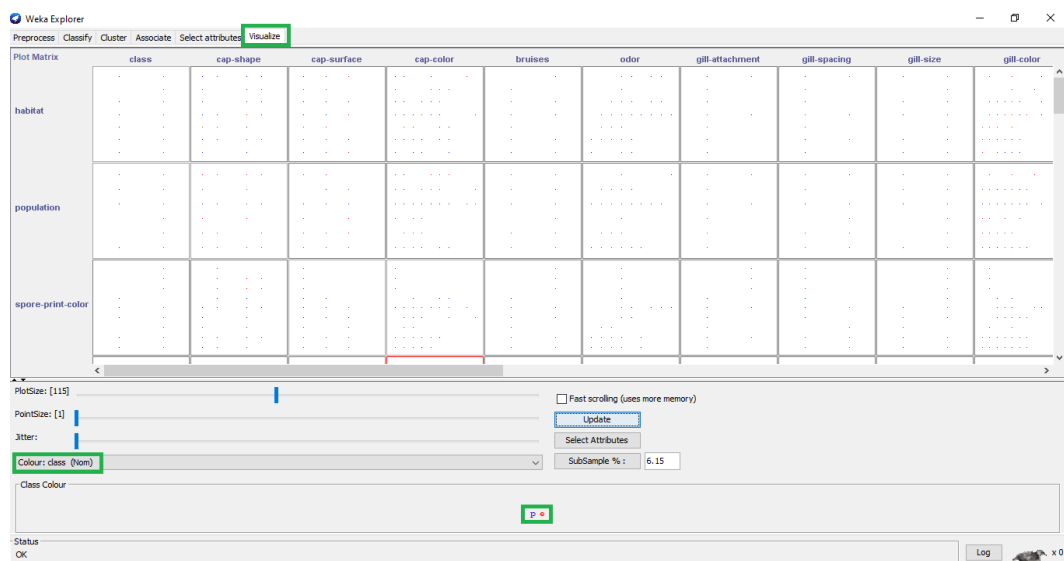 Weka Explorer
Preprocess Classify Cluster Associate Select attributes Visualize
Plot Matrix class cap-shape cap-surface cap-color bruises odor gill-attachment gill-spacing gill-size gill-color
habitat
population
spore-print-color
PlotSize: [115]
Fast scrolling (uses more memory)
PointSize: [1]
Update
Jitter:
Select Attributes
Colour: class (Nom)
SubSample % : 6.15
Class Colour
p e
Status
OK
Log x 0